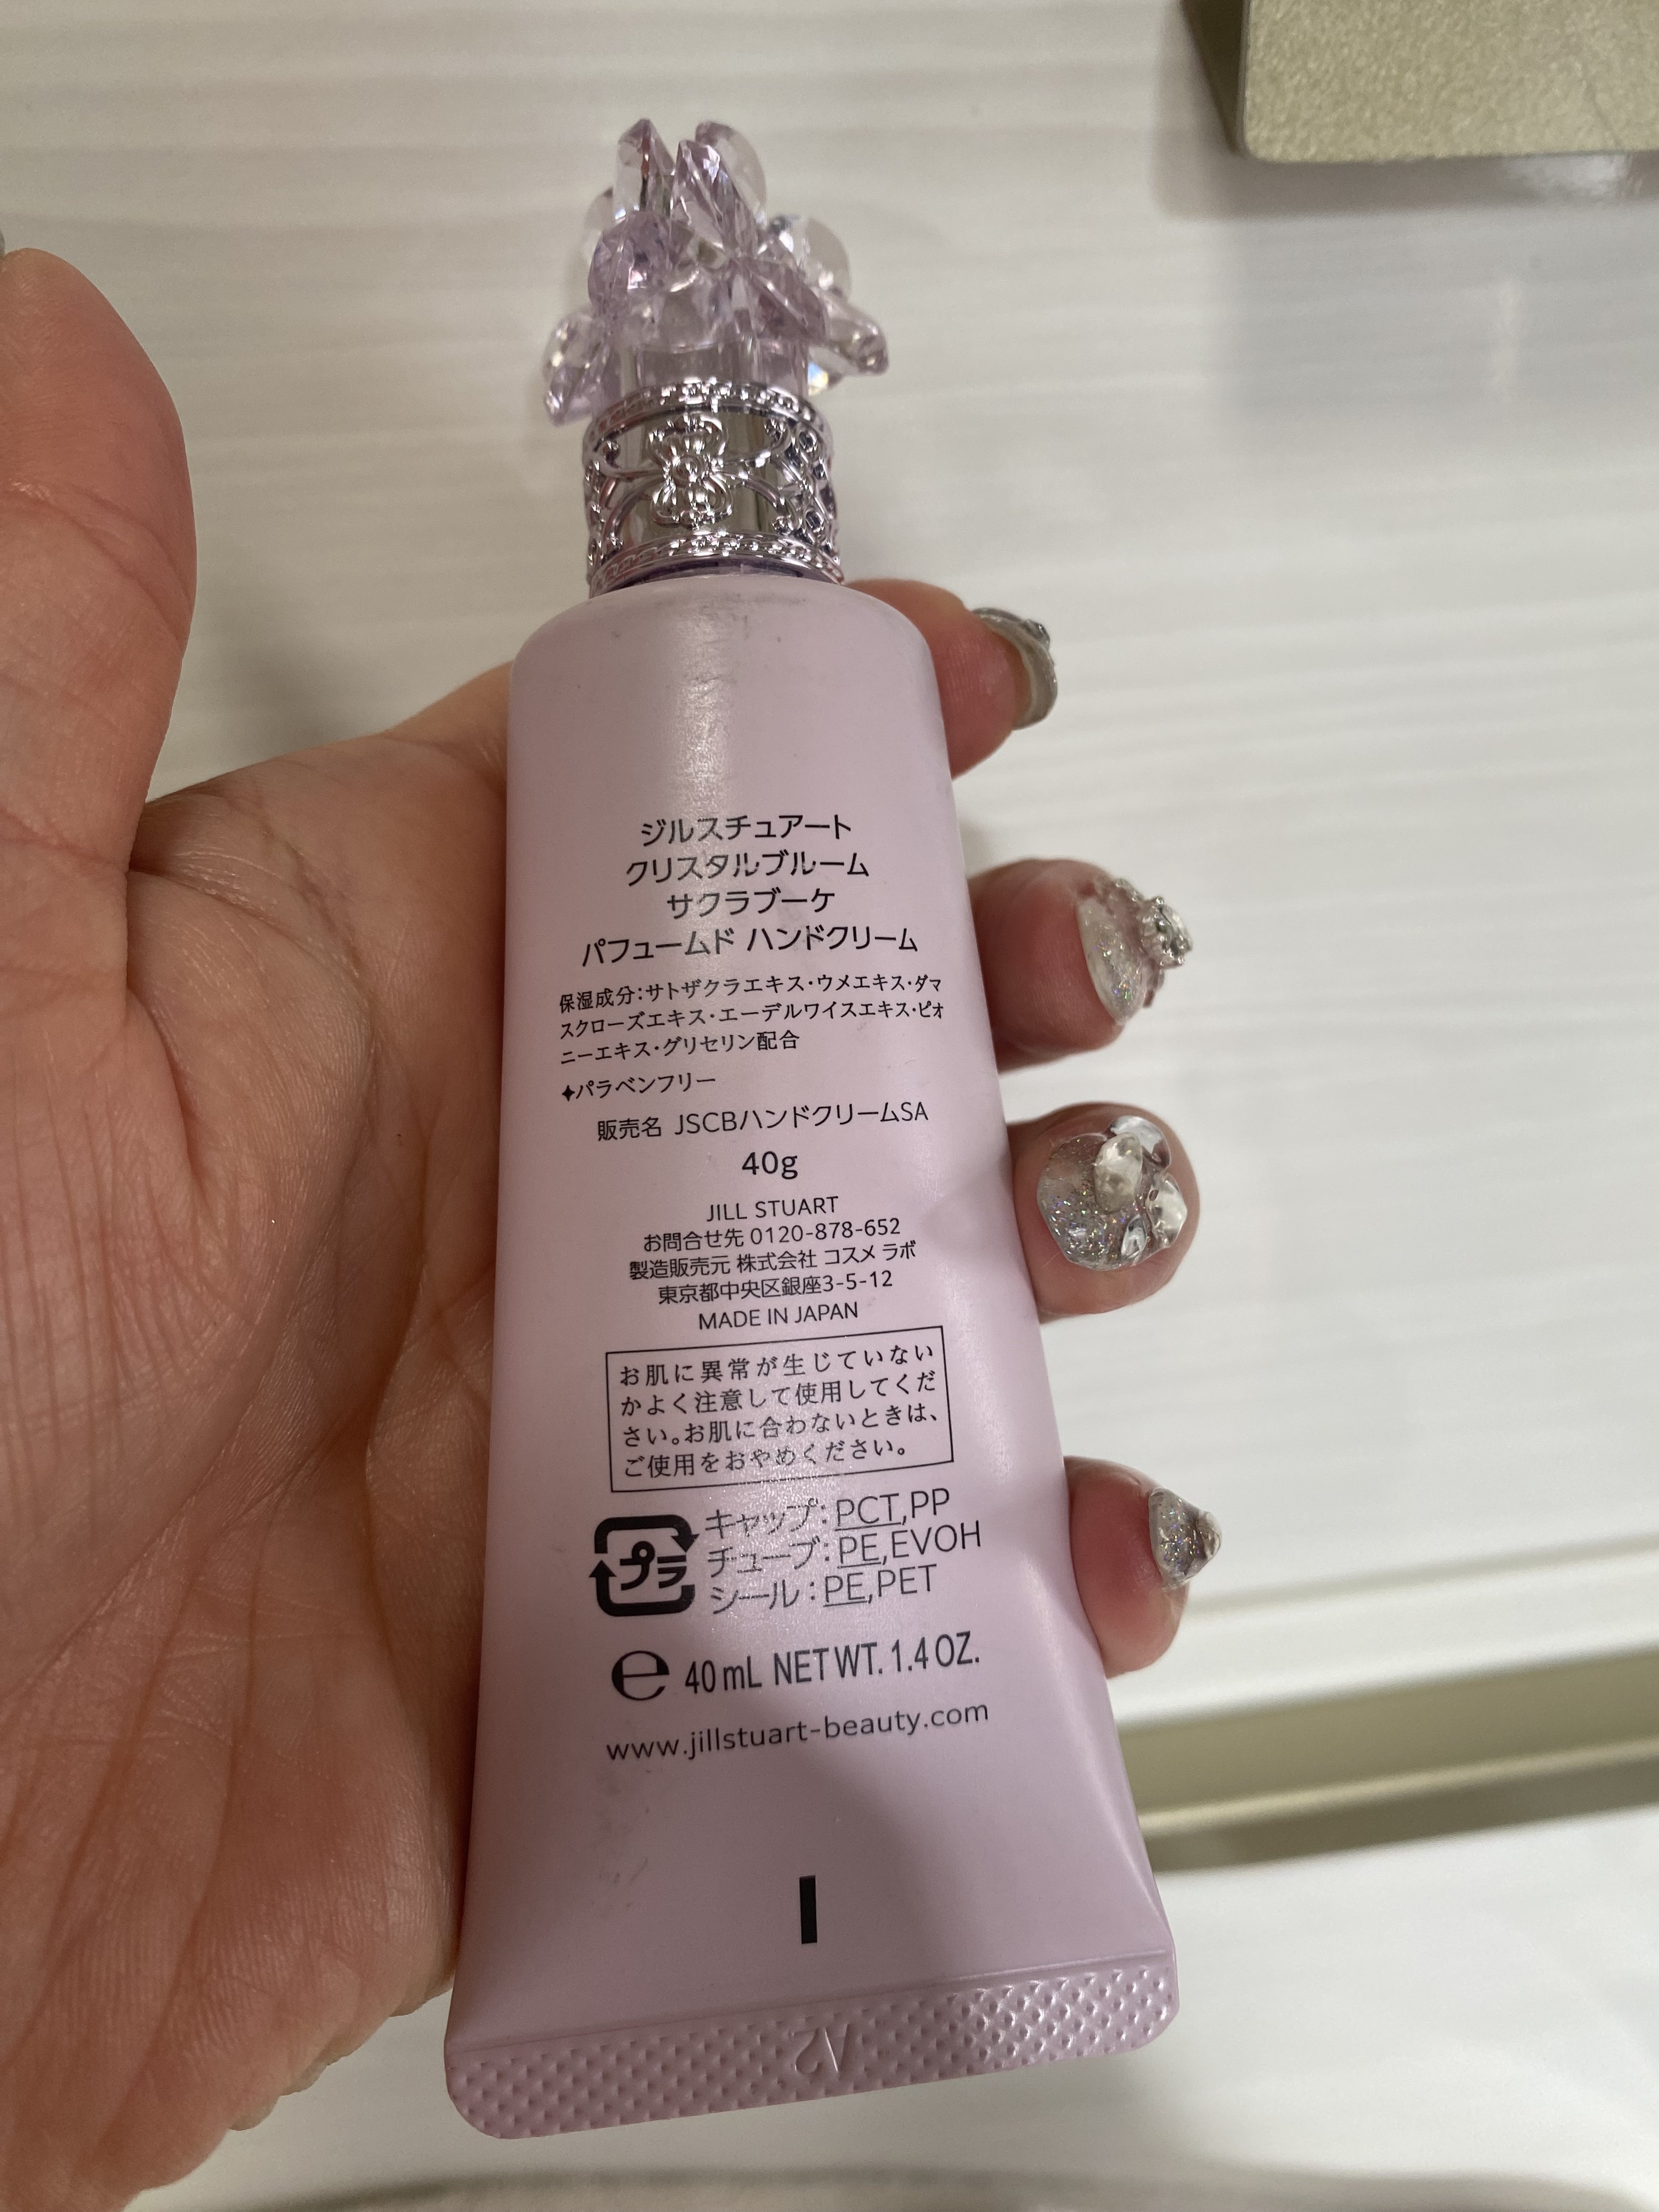 ジルスチュアート
クリスタルブルーム
サクラブーケ
パフュームド ハンドクリーム
保湿成分：サトザクラエキス・ウメエキス・ダマ
スクローズエキス・エーデルワイスエキス・ピオ
ニーエキス・グリセリン配合
✦パラベンフリー
販売名 JSCBハンドクリームSA
40g
JILL STUART
お問合せ先 0120-878-652
製造販売元 株式会社 コスメ ラボ
東京都中央区銀座3-5-12
MADE IN JAPAN
お肌に異常が生じていない
かよく注意して使用してくだ
さい。お肌に合わないときは、
ご使用をおやめください。
プラ
キャップ：PCT,PP
チューブ：PE,EVOH
シール：PE,PET
℮ 40mL NET WT. 1.4 OZ.
www.jillstuart-beauty.com